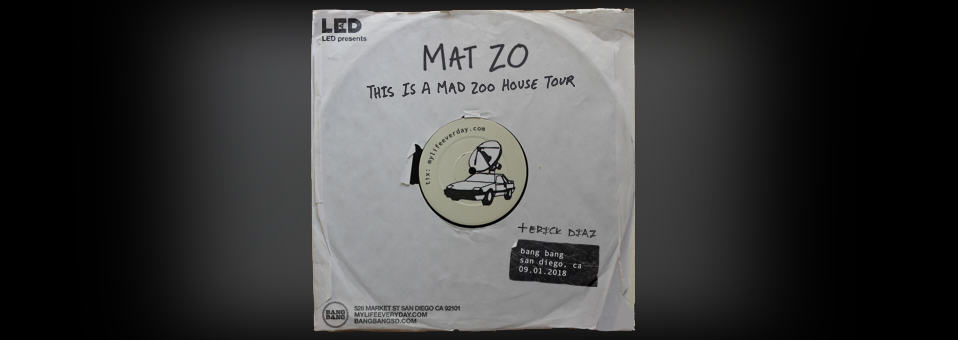 LED
LED presents
MAT ZO
THIS IS A MAD ZOO HOUSE TOUR
tix: mylifeeverday.com
+ERICK DIAZ
bang bang
san diego, ca
09.01.2018
BANG
BANG
526 MARKET ST SAN DIEGO CA 92101
MYLIFEEVERYDAY.COM
BANGBANGSD.COM